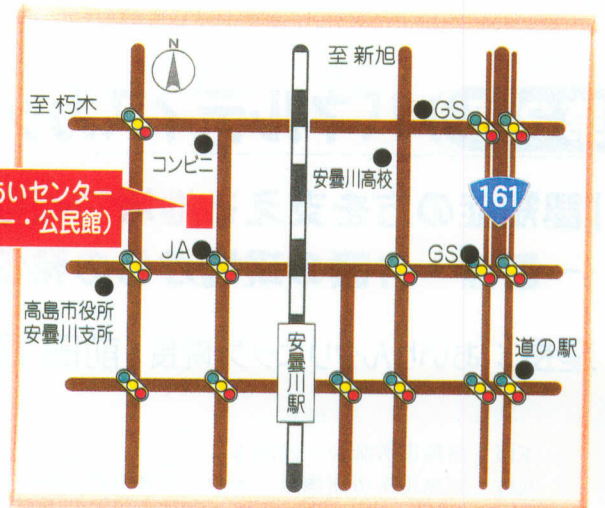 N
至 新旭
至 朽木
GS
コンビニ
安曇川高校
161
いセンター
ー・公民館）
JA
GS
高島市役所
安曇川支所
安曇川駅
道の駅